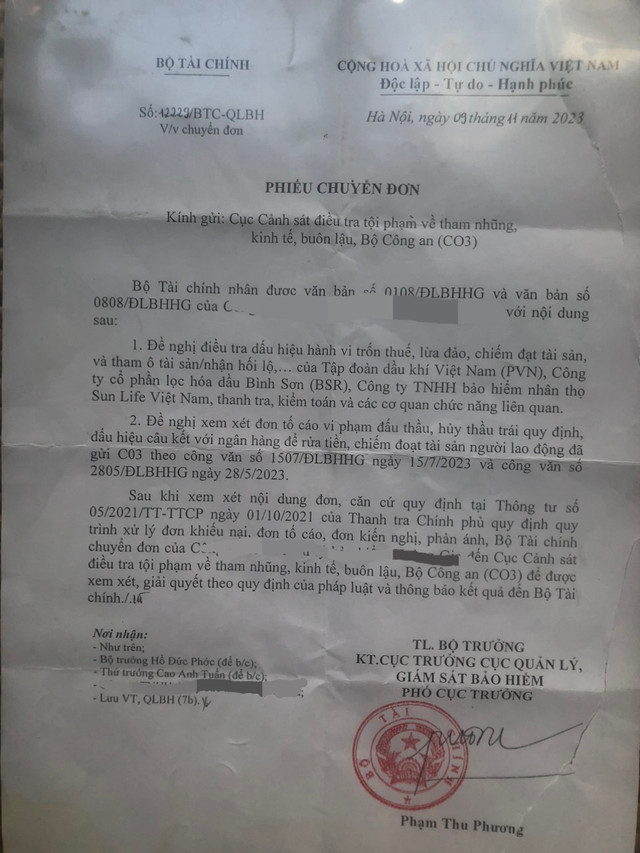 BỘ TÀI CHÍNH
CỘNG HOÀ XÃ HỘI CHỦ NGHĨA VIỆT NAM
Độc lập - Tự do - Hạnh phúc
Số:12229/BTC-QLBH
V/v chuyển đơn
Hà Nội, ngày 09 tháng 11 năm 2023
PHIẾU CHUYỂN ĐƠN
Kính gửi: Cục Cảnh sát điều tra tội phạm về tham nhũng,
kinh tế, buôn lậu, Bộ Công an (CO3)
Bộ Tài chính nhân được văn bản số 0108/ĐLBHHG và văn bản số
0808/ĐLBHHG của C với nội dung
sau:
1. Đề nghị điều tra dấu hiệu hành vi trốn thuế, lừa đảo, chiếm đạt tài sản,
và tham ô tài sản/nhận hối lộ,... của Tập đoàn dầu khí Việt Nam (PVN), Công
ty cổ phần lọc hóa dầu Bình Sơn (BSR), Công ty TNHH bảo hiểm nhân thọ
Sun Life Việt Nam, thanh tra, kiểm toán và các cơ quan chức năng liên quan.
2. Đề nghị xem xét đơn tố cáo vi phạm đấu thầu, hủy thầu trái quy định,
dấu hiệu câu kết với ngân hàng để rửa tiền, chiếm đoạt tài sản người lao động đã
gửi C03 theo công văn số 1507/ĐLBHHG ngày 15/7/2023 và công văn số
2805/ĐLBHHG ngày 28/5/2023.
Sau khi xem xét nội dung đơn, căn cứ quy định tại Thông tư số
05/2021/TT-TTCP ngày 01/10/2021 của Thanh tra Chính phủ quy định quy
trình xử lý đơn khiếu nại, đơn tố cáo, đơn kiến nghị, phản ánh, Bộ Tài chính
chuyển đơn của C đến Cục Cảnh sát
điều tra tội phạm về tham nhũng, kinh tế, buôn lậu, Bộ Công an (CO3) để được
xem xét, giải quyết theo quy định của pháp luật và thông báo kết quả đến Bộ Tài
chính./.
Nơi nhận:
- Như trên;
- Bộ trưởng Hồ Đức Phớc (để b/c);
- Thứ trưởng Cao Anh Tuấn (để b/c);
- Lưu VT, QLBH (7b).
TL. BỘ TRƯỞNG
KT.CỤC TRƯỞNG CỤC QUẢN LÝ,
GIÁM SÁT BẢO HIỂM
PHÓ CỤC TRƯỞNG
BỘ TÀI CHÍNH
Phạm Thu Phương